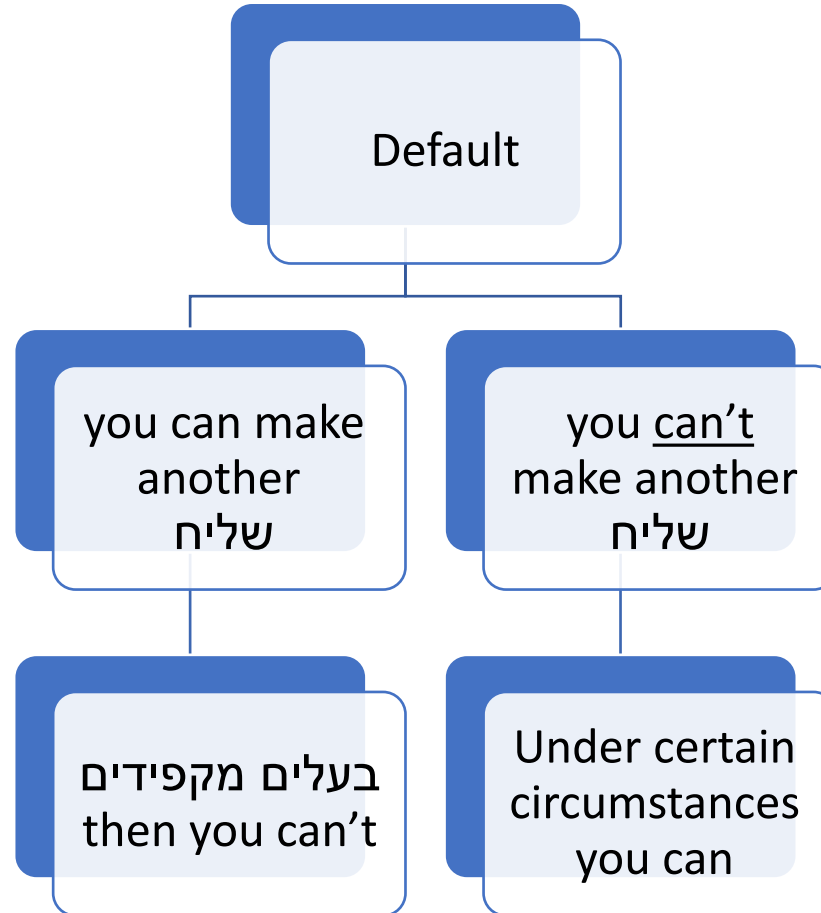 Default
you can make
another
שליח
you can’t
make another
שליח
בעלים מקפידים
then you can’t
Under certain
circumstances
you can